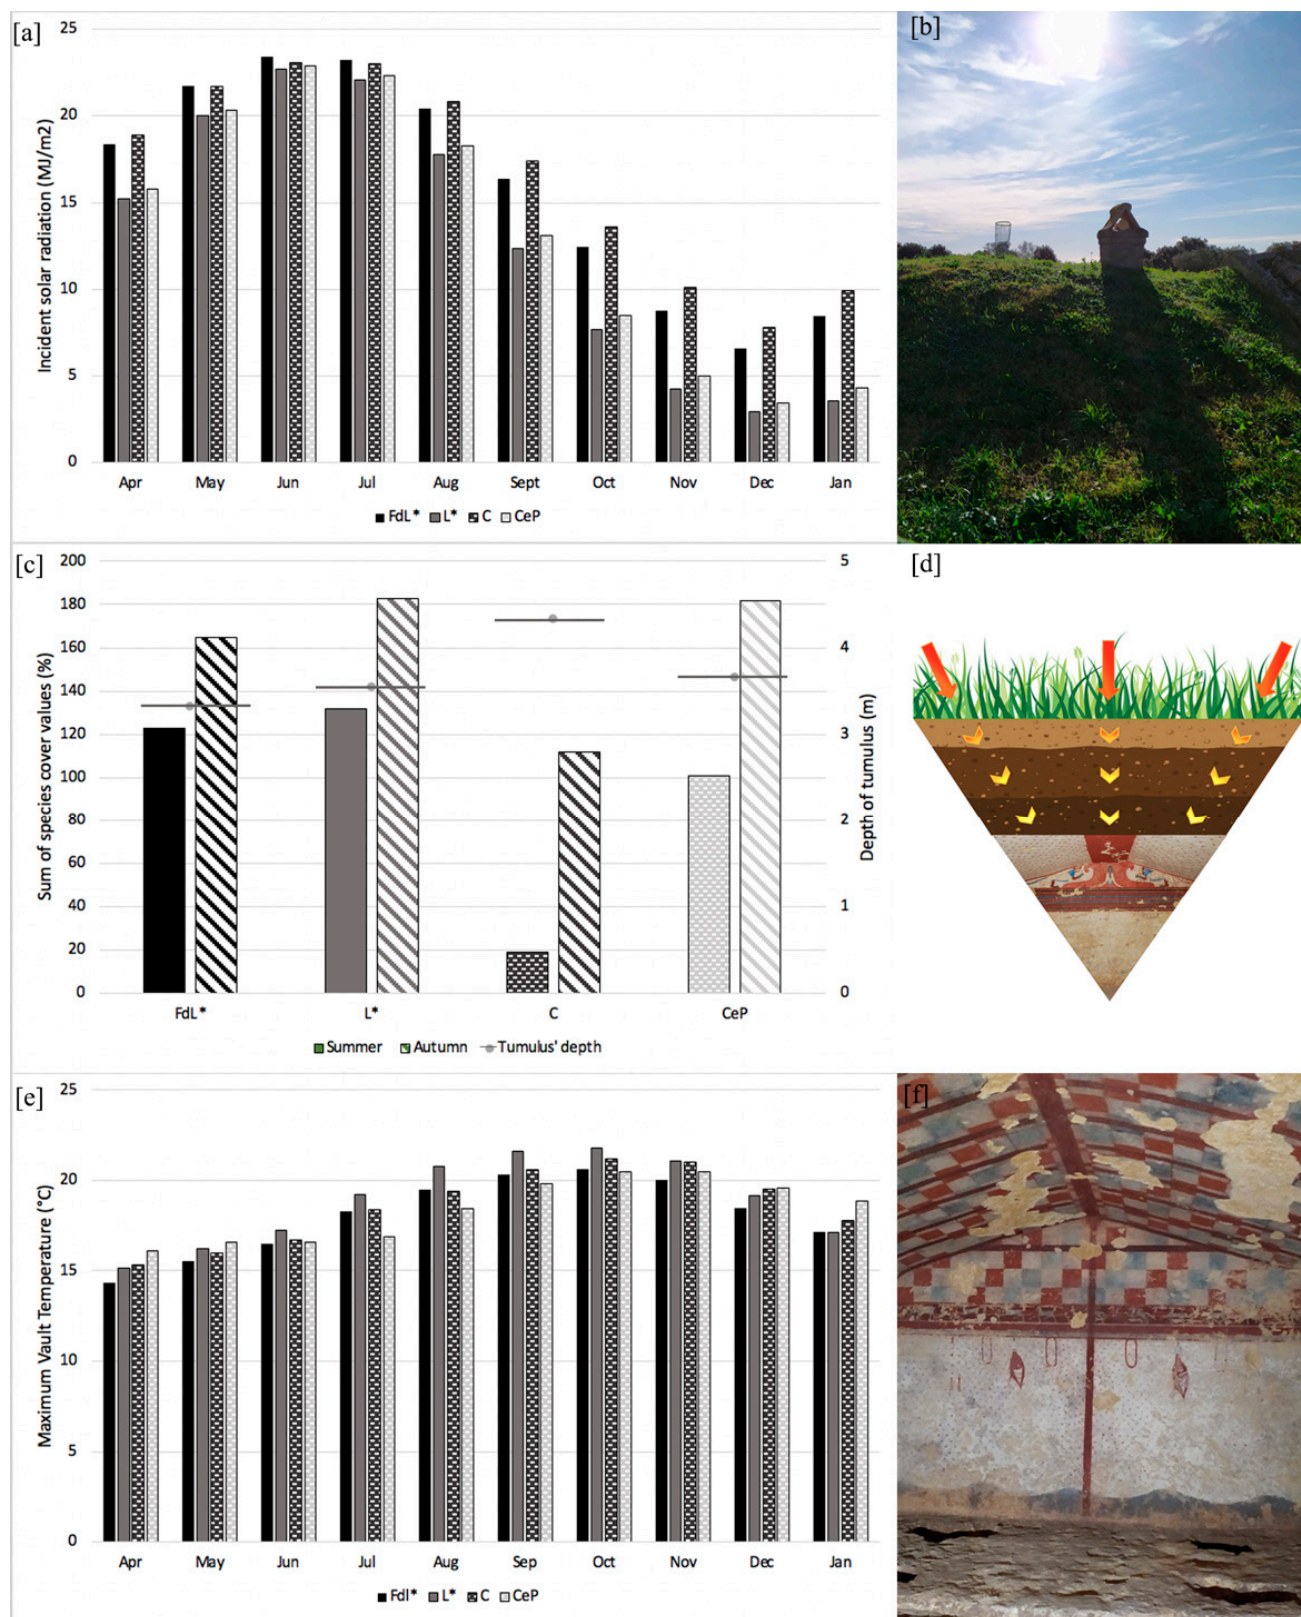 [a]
25
20
15
10
5
0
Incident solar radiation (MJ/m2)
Apr May Jun Jul Aug Sept Oct Nov Dec Jan
FdL* L* C CeP
[b]
[c]
200
180
160
140
120
100
80
60
40
20
0
Sum of species cover values (%)
5
4
3
2
1
0
Depth of tumulus (m)
FdL* L* C CeP
Summer Autumn Tumulus' depth
[d]
[e]
25
20
15
10
5
0
Maximum Vault Temperature (°C)
Apr May Jun Jul Aug Sep Oct Nov Dec Jan
Fdl* L* C CeP
[f]